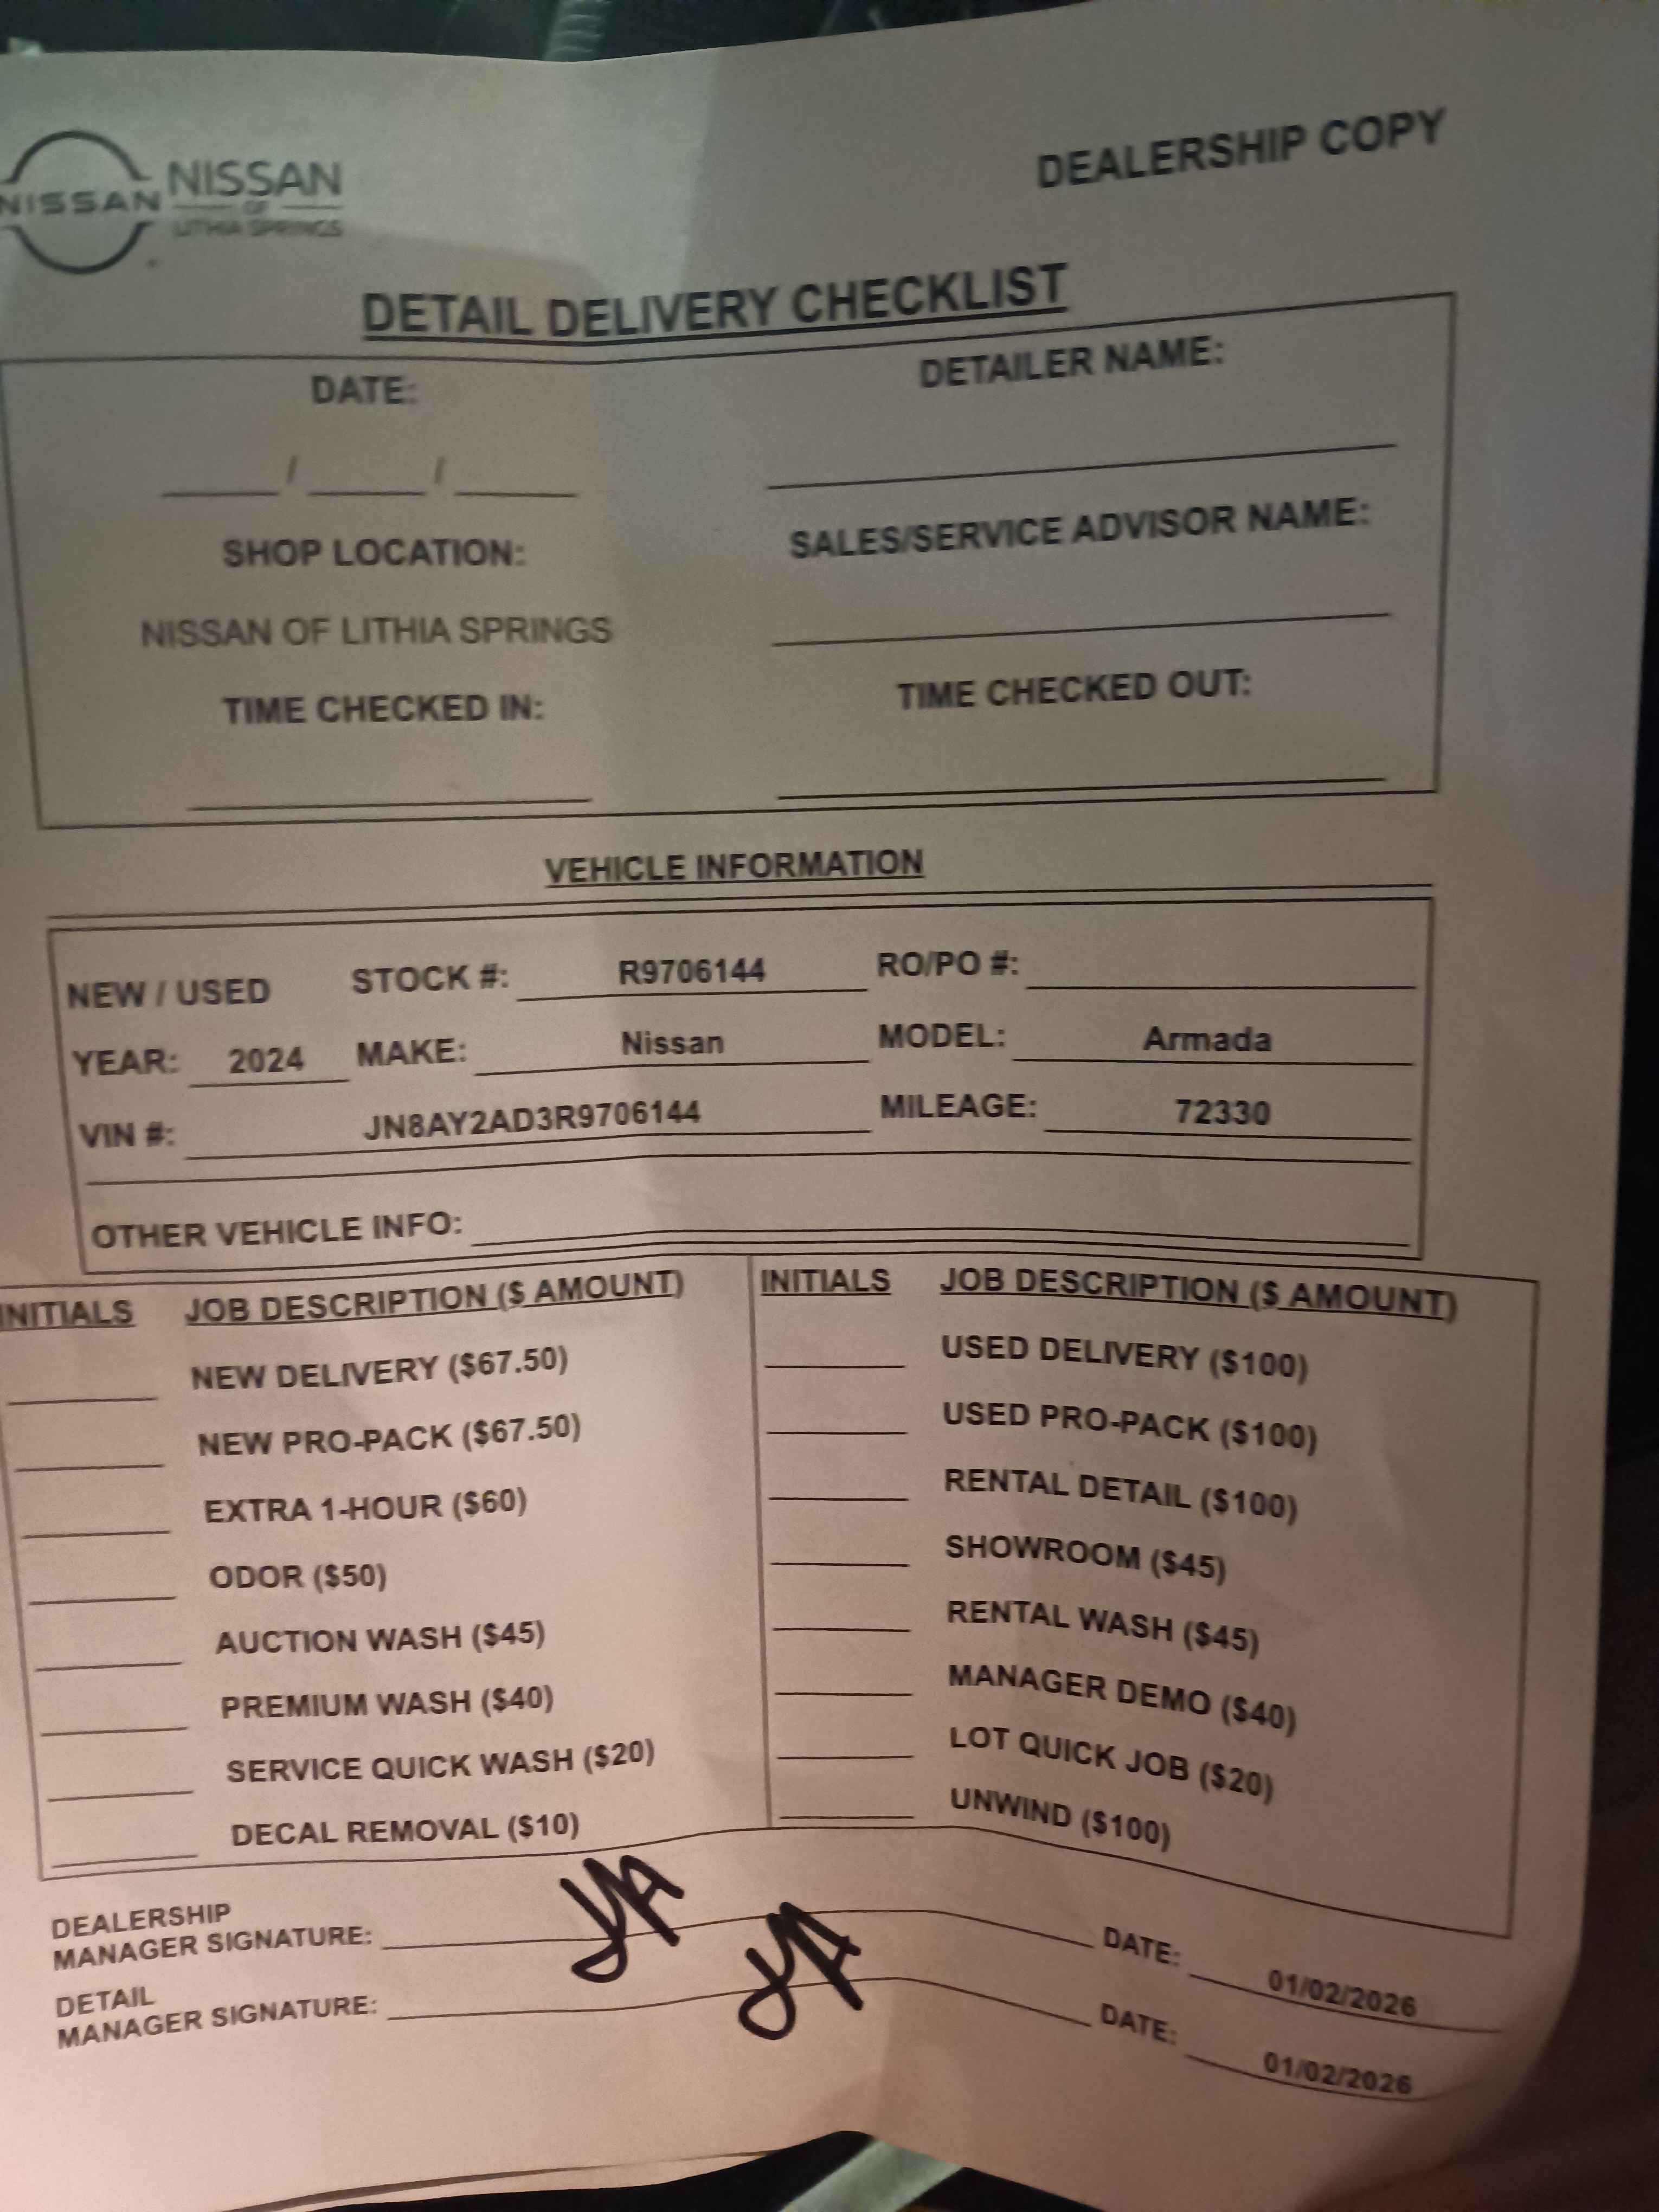 NISSAN
NISSAN
OF
LITHIA SPRINGS
DEALERSHIP COPY
DETAIL DELIVERY CHECKLIST
DATE:
DETAILER NAME:
/ /
SHOP LOCATION:
SALES/SERVICE ADVISOR NAME:
NISSAN OF LITHIA SPRINGS
TIME CHECKED IN:
TIME CHECKED OUT:
VEHICLE INFORMATION
NEW / USED STOCK #: R9706144 RO/PO #:
YEAR: 2024 MAKE: Nissan MODEL: Armada
VIN #: JN8AY2AD3R9706144 MILEAGE: 72330
OTHER VEHICLE INFO:
INITIALS JOB DESCRIPTION ($ AMOUNT)
NEW DELIVERY ($67.50)
NEW PRO-PACK ($67.50)
EXTRA 1-HOUR ($60)
ODOR ($50)
AUCTION WASH ($45)
PREMIUM WASH ($40)
SERVICE QUICK WASH ($20)
DECAL REMOVAL ($10)
INITIALS JOB DESCRIPTION ($ AMOUNT)
USED DELIVERY ($100)
USED PRO-PACK ($100)
RENTAL DETAIL ($100)
SHOWROOM ($45)
RENTAL WASH ($45)
MANAGER DEMO ($40)
LOT QUICK JOB ($20)
UNWIND ($100)
DEALERSHIP
MANAGER SIGNATURE: DATE: 01/02/2026
DETAIL
MANAGER SIGNATURE: DATE: 01/02/2026